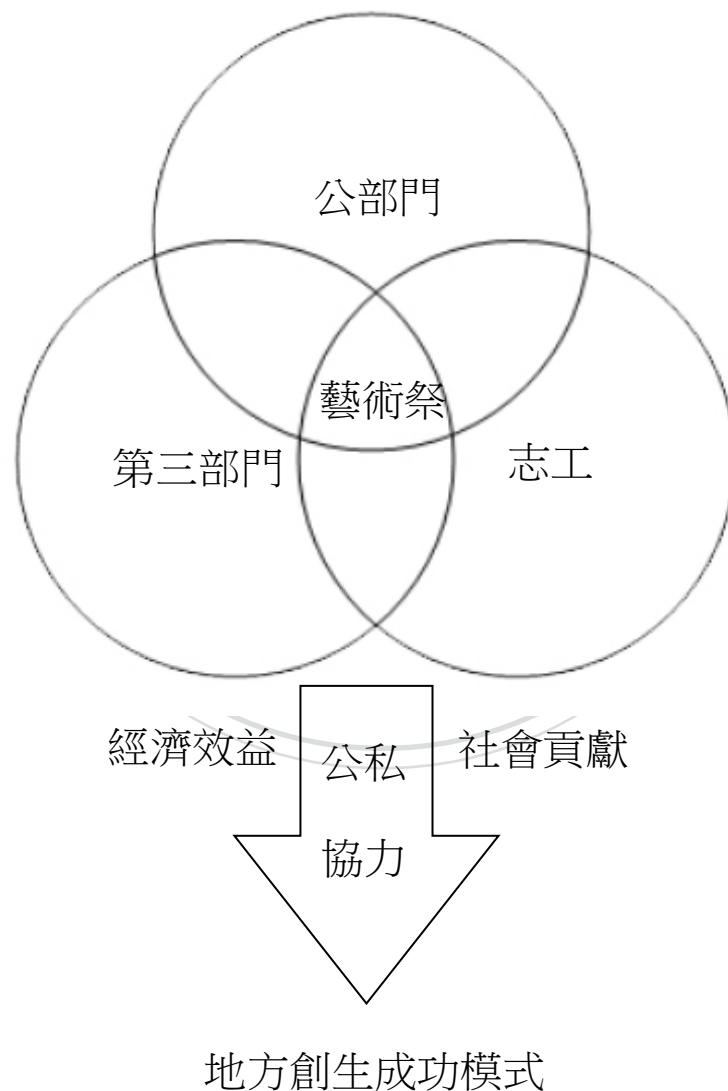 公部門
藝術祭
第三部門
志工
經濟效益
公私
社會貢獻
協力
地方創生成功模式